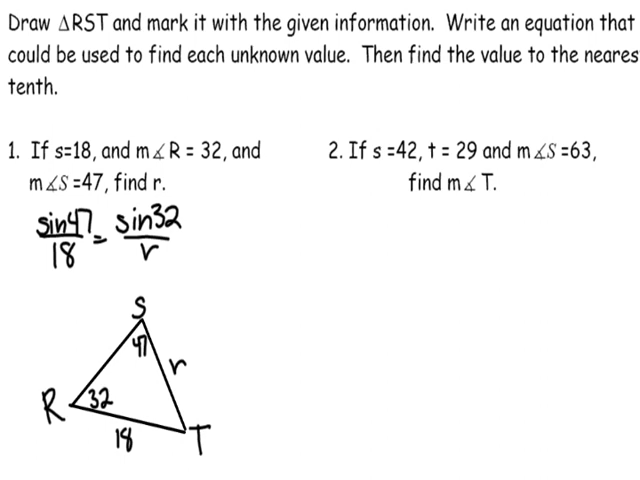 Draw △RST and mark it with the given information. Write an equation that
could be used to find each unknown value. Then find the value to the neares
tenth.
1. If s=18, and m∡R = 32, and
m∡S =47, find r.
2. If s =42, t = 29 and m∡S =63,
find m∡ T.
sin47/18 = sin32/r
S
47
r
R
32
18
T